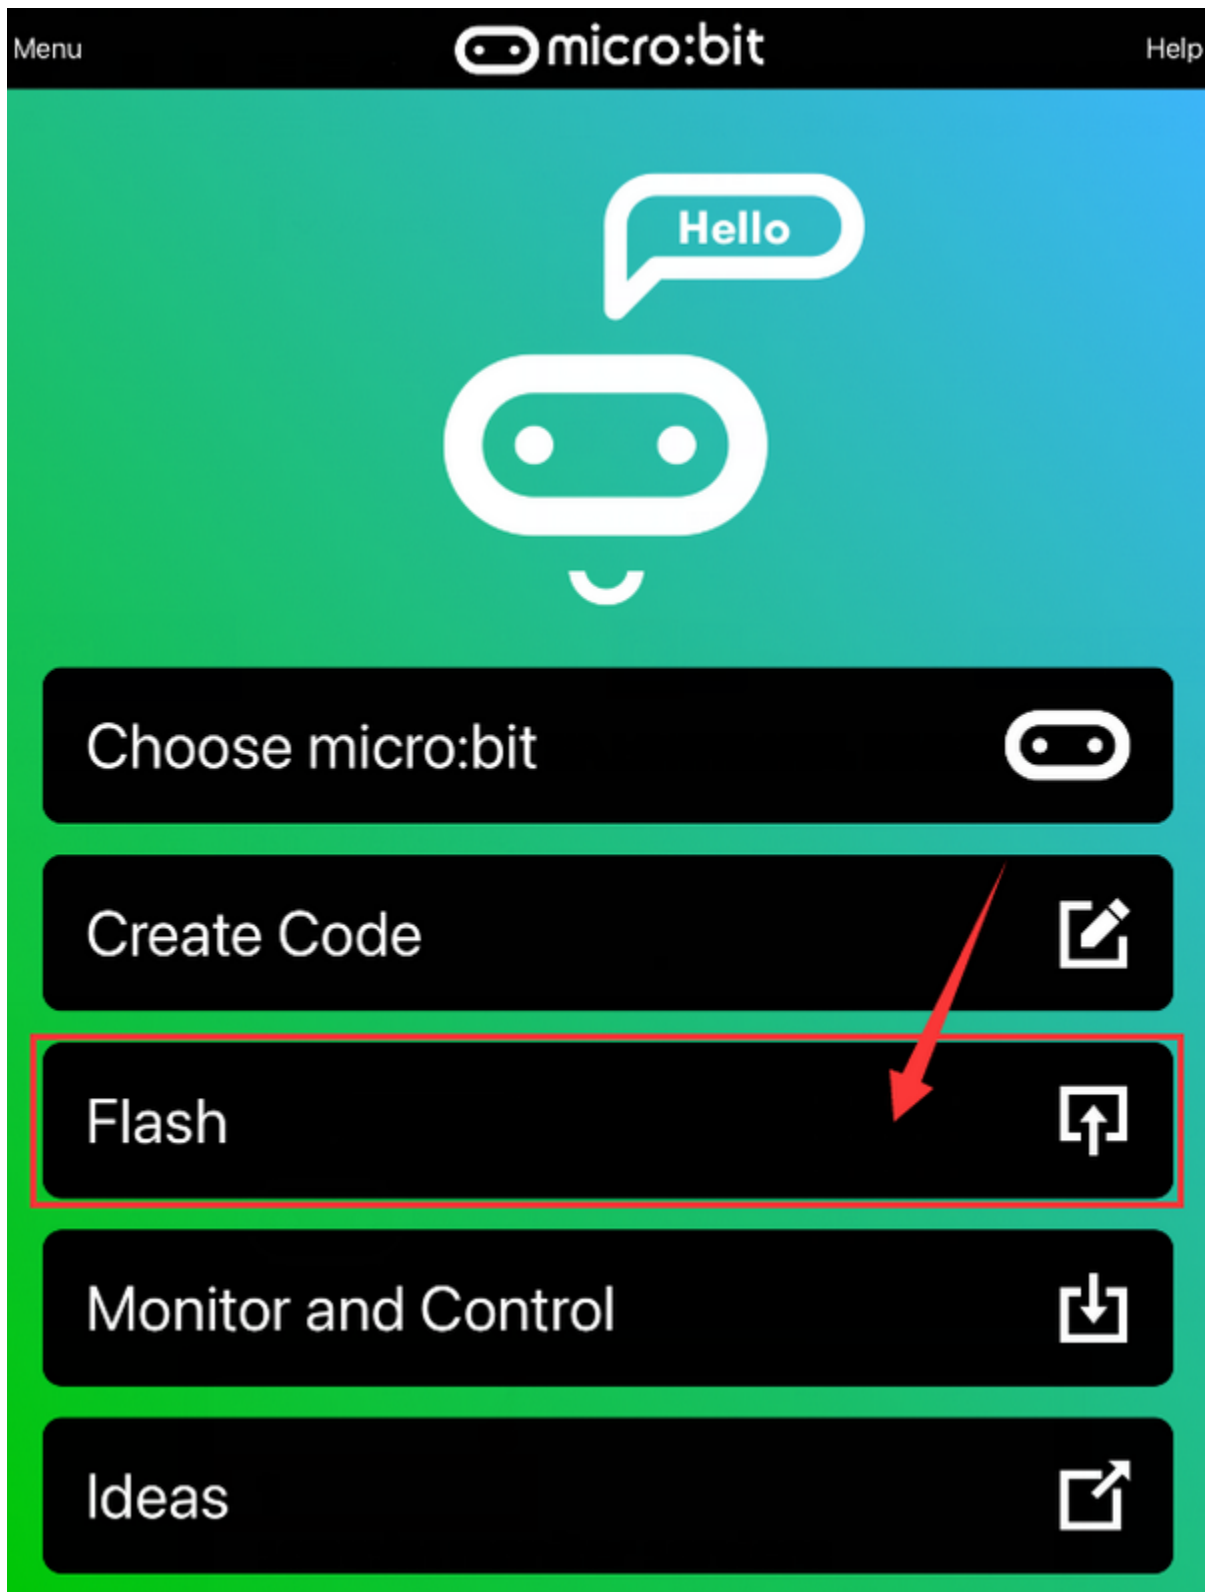 Menu
micro:bit
Help
Hello
Choose micro:bit
Create Code
Flash
Monitor and Control
Ideas